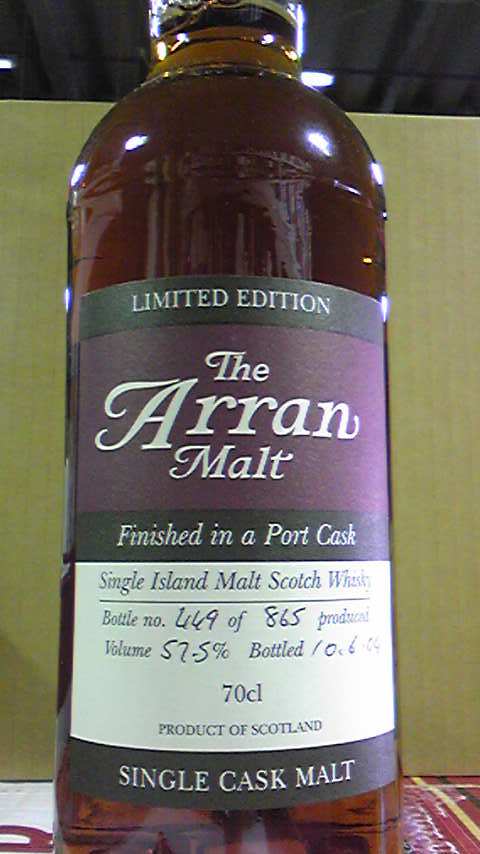 LIMITED EDITION
The
Arran
Malt
Finished in a Port Cask
Single Island Malt Scotch Whisky
Bottle no. 449 of 865 produced
Volume 57.5% Bottled 10.6.04
70cl
PRODUCT OF SCOTLAND
SINGLE CASK MALT